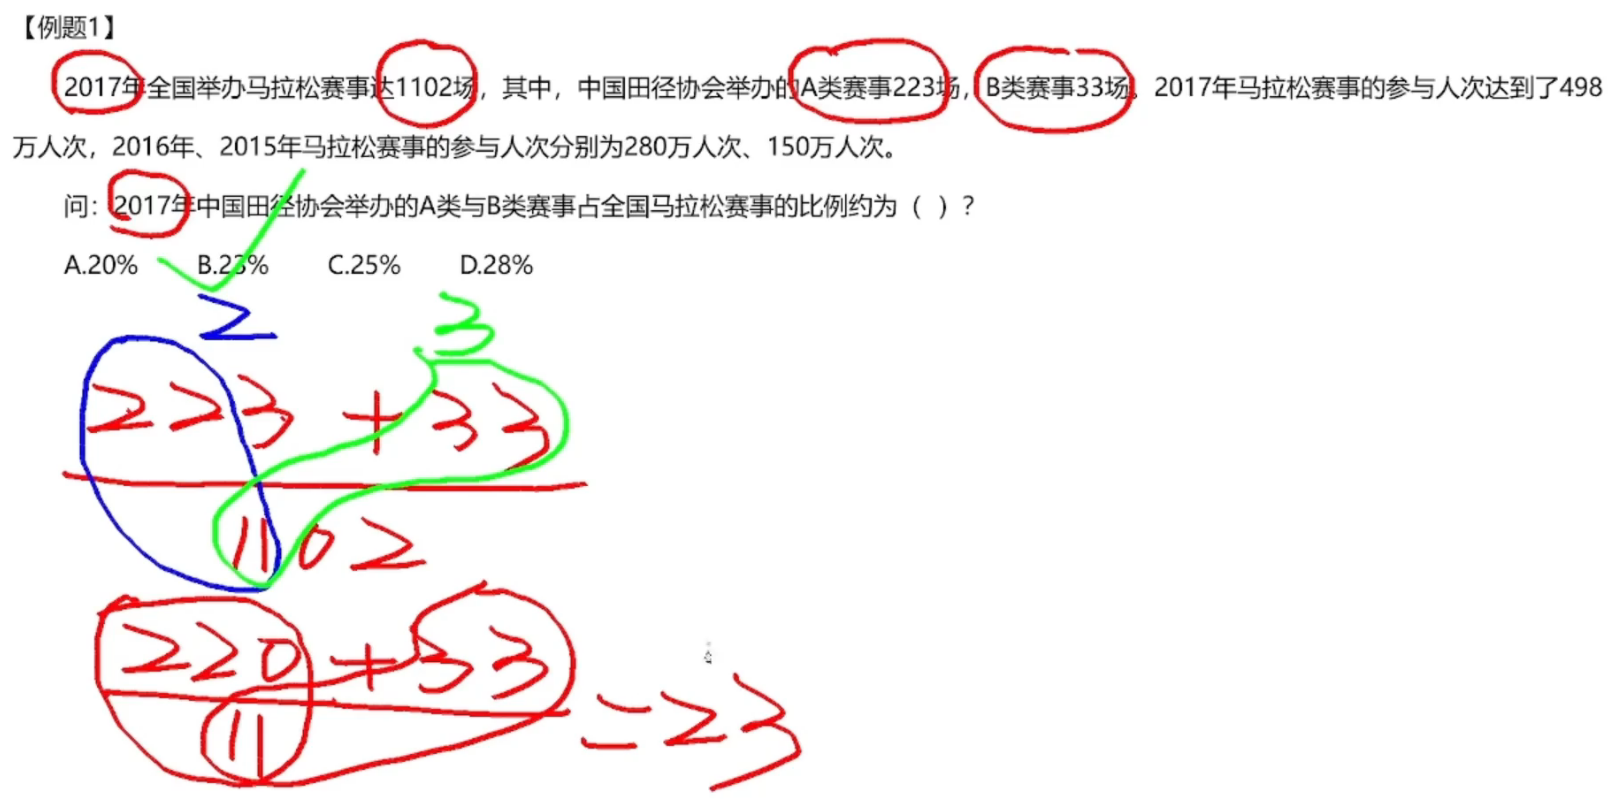 【例题1】
2017年全国举办马拉松赛事达1102场，其中，中国田径协会举办的A类赛事223场，B类赛事33场。2017年马拉松赛事的参与人次达到了498
万人次，2016年、2015年马拉松赛事的参与人次分别为280万人次、150万人次。
问：2017年中国田径协会举办的A类与B类赛事占全国马拉松赛事的比例约为（ ）？
A.20% B.23% C.25% D.28%
2 3
223 + 33
1102
220 + 33
11
=23